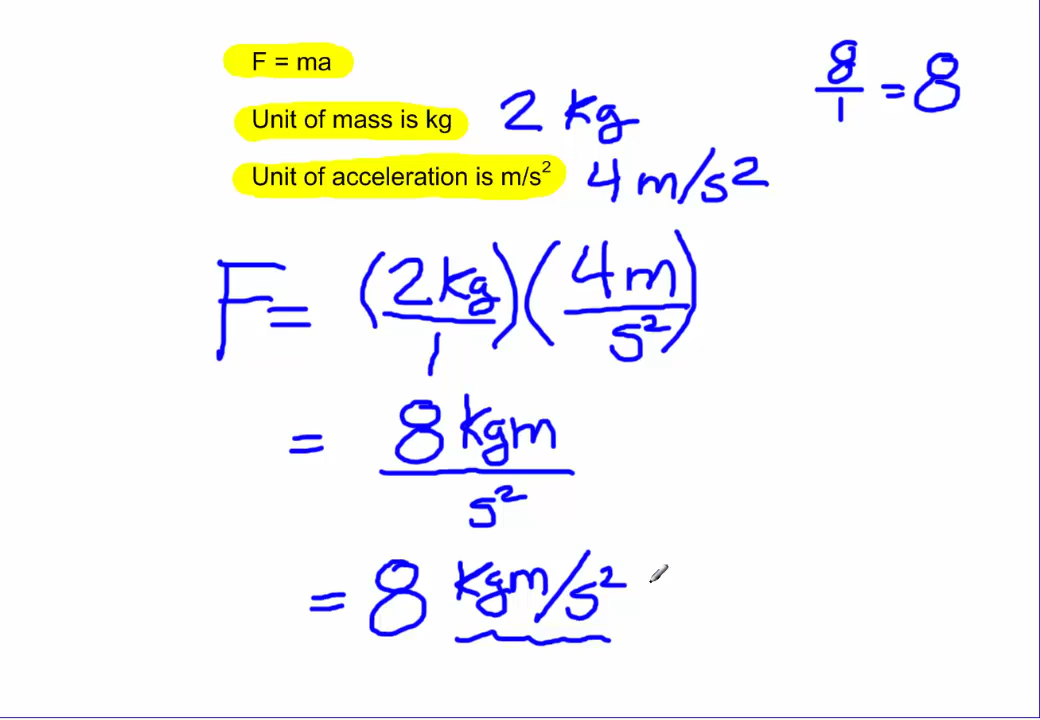 F = ma
8/1 = 8
Unit of mass is kg 2 kg
Unit of acceleration is m/s² 4 m/s²
F = (2 kg/1)(4 m/s²)
= 8 kgm/s²
= 8 kgm/s²